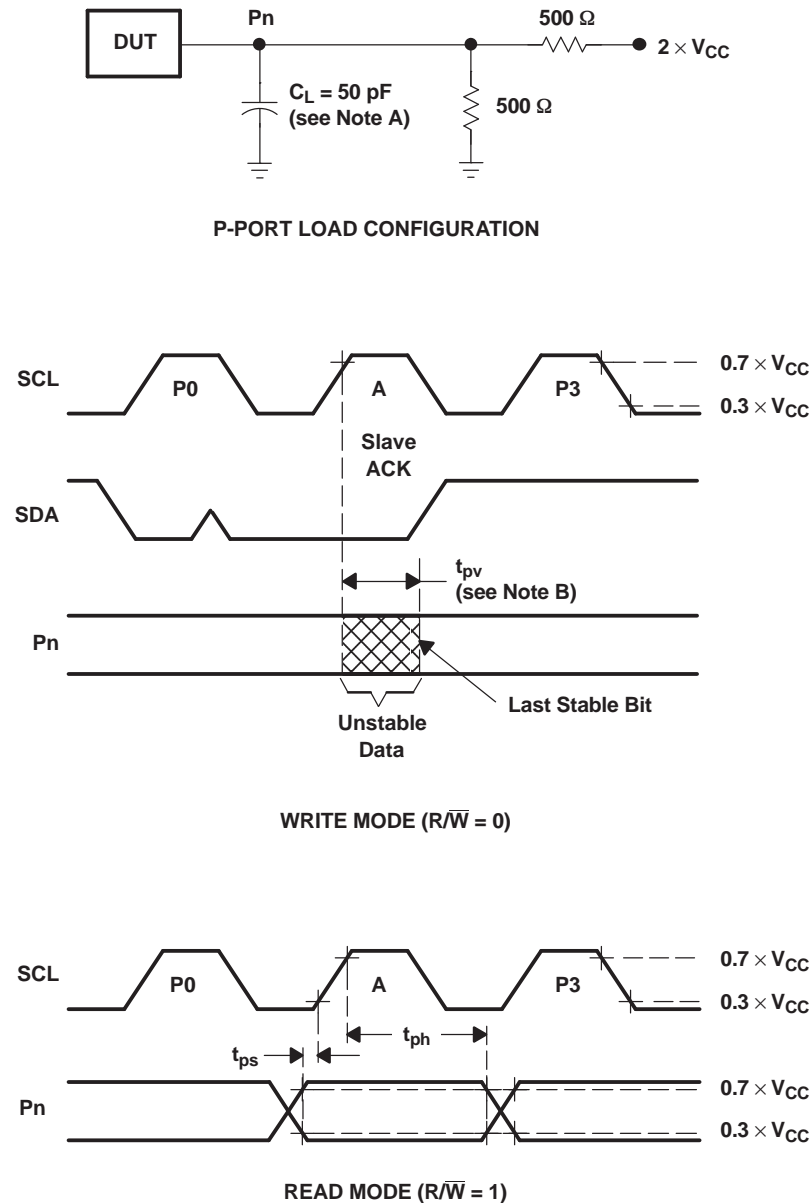 DUT
Pn
500 Ω
2 × VCC
CL = 50 pF
(see Note A)
500 Ω
P-PORT LOAD CONFIGURATION
SCL
P0
A
P3
0.7 × VCC
0.3 × VCC
Slave
ACK
SDA
tpv
(see Note B)
Pn
Last Stable Bit
Unstable
Data
WRITE MODE (R/W̅ = 0)
SCL
P0
A
P3
0.7 × VCC
0.3 × VCC
tps
tph
Pn
0.7 × VCC
0.3 × VCC
READ MODE (R/W̅ = 1)